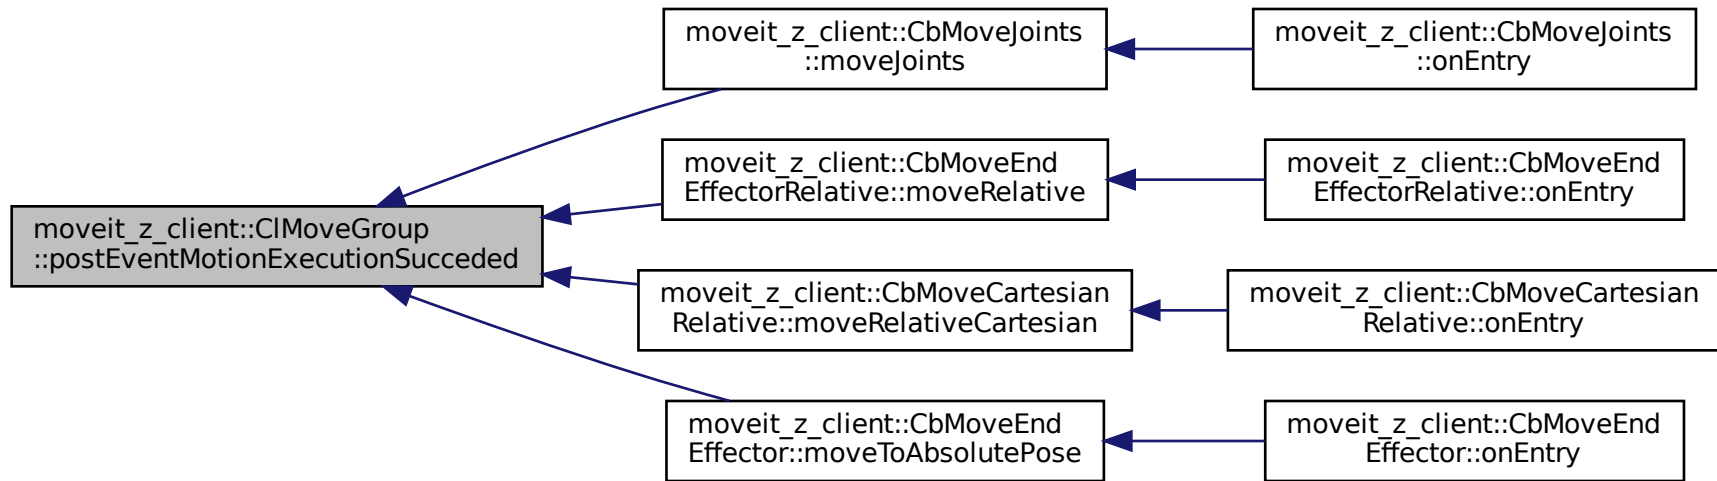 moveit_z_client::CbMoveJoints
::moveJoints
moveit_z_client::CbMoveJoints
::onEntry
moveit_z_client::CbMoveEnd
EffectorRelative::moveRelative
moveit_z_client::CbMoveEnd
EffectorRelative::onEntry
moveit_z_client::ClMoveGroup
::postEventMotionExecutionSucceded
moveit_z_client::CbMoveCartesian
Relative::moveRelativeCartesian
moveit_z_client::CbMoveCartesian
Relative::onEntry
moveit_z_client::CbMoveEnd
Effector::moveToAbsolutePose
moveit_z_client::CbMoveEnd
Effector::onEntry